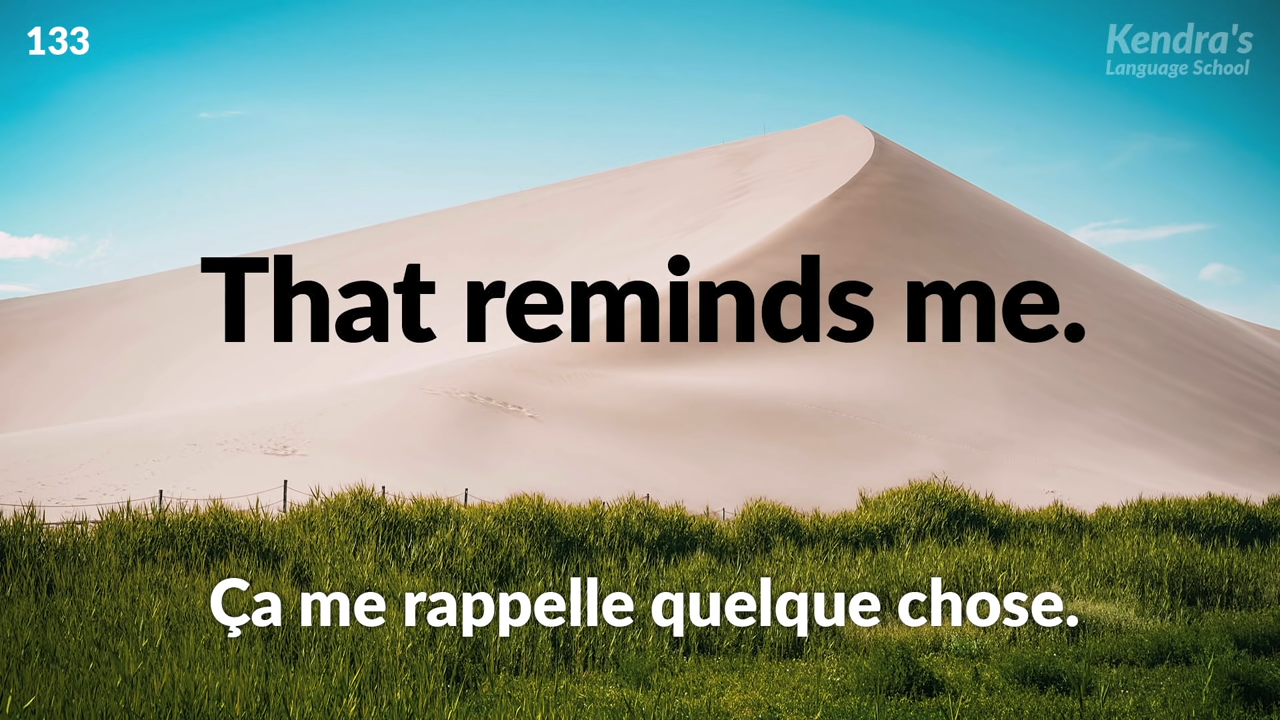 133
Kendra's
Language School
That reminds me.
Ça me rappelle quelque chose.